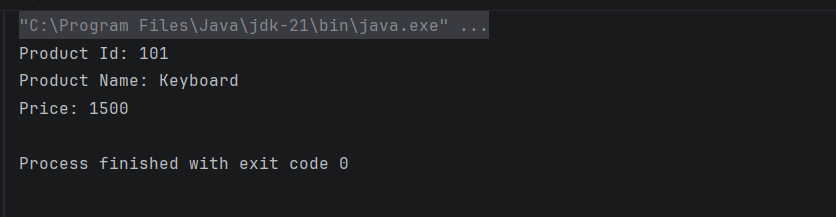 "C:\Program Files\Java\jdk-21\bin\java.exe" ...
Product Id: 101
Product Name: Keyboard
Price: 1500
Process finished with exit code 0